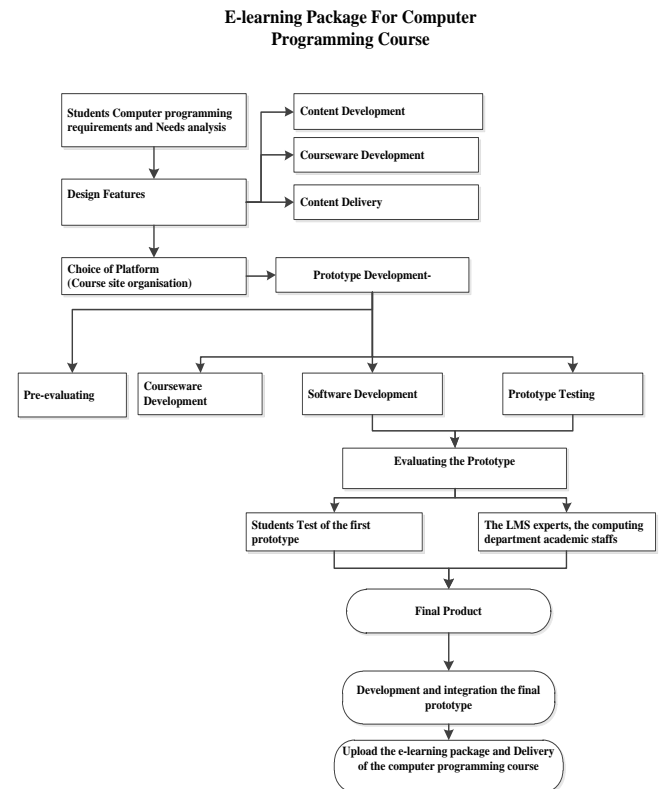 E-learning Package For Computer
Programming Course
Students Computer programming
requirements and Needs analysis
Content Development
Courseware Development
Design Features
Content Delivery
Choice of Platform
(Course site organisation)
Prototype Development-
Pre-evaluating
Courseware
Development
Software Development
Prototype Testing
Evaluating the Prototype
Students Test of the first
prototype
The LMS experts, the computing
department academic staffs
Final Product
Development and integration the final
prototype
Upload the e-learning package and Delivery
of the computer programming course